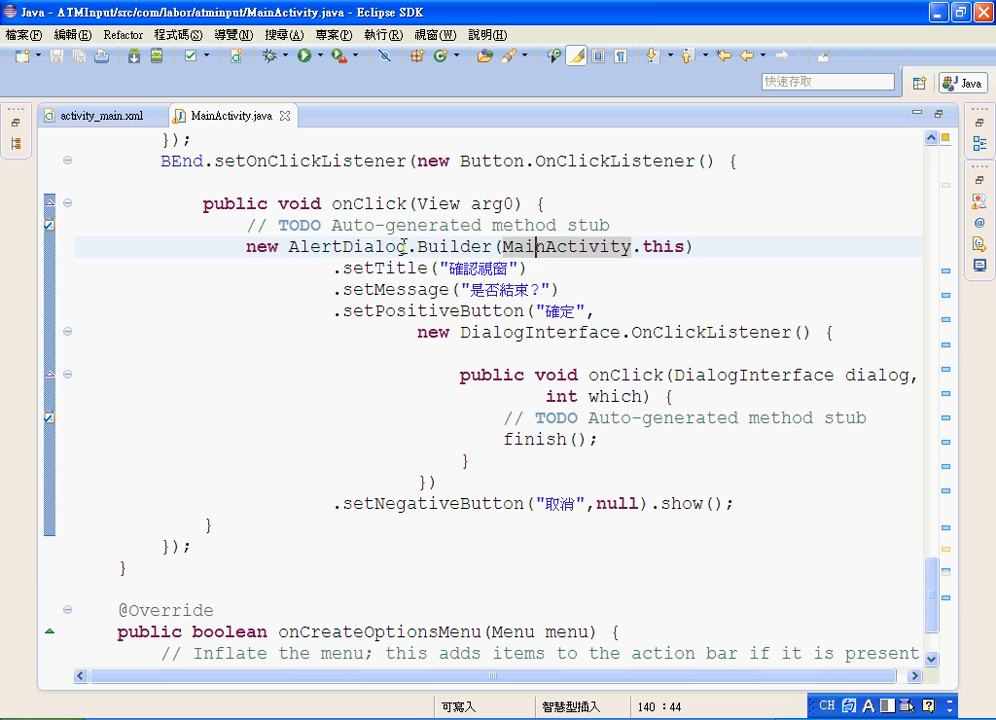 Java - ATMInput/src/com/labor/atminput/MainActivity.java - Eclipse SDK
檔案(F) 編輯(E) Refactor 程式碼(S) 導覽(N) 搜尋(A) 專案(P) 執行(R) 視窗(W) 說明(H)
快速存取
Java
activity_main.xml
MainActivity.java
});
BEnd.setOnClickListener(new Button.OnClickListener() {
public void onClick(View arg0) {
// TODO Auto-generated method stub
new AlertDialog.Builder(MainActivity.this)
.setTitle("確認視窗")
.setMessage("是否結束？")
.setPositiveButton("確定",
new DialogInterface.OnClickListener() {
public void onClick(DialogInterface dialog,
int which) {
// TODO Auto-generated method stub
finish();
}
})
.setNegativeButton("取消",null).show();
}
});
}
@Override
public boolean onCreateOptionsMenu(Menu menu) {
// Inflate the menu; this adds items to the action bar if it is present
可寫入
智慧型插入
140 : 44
CH